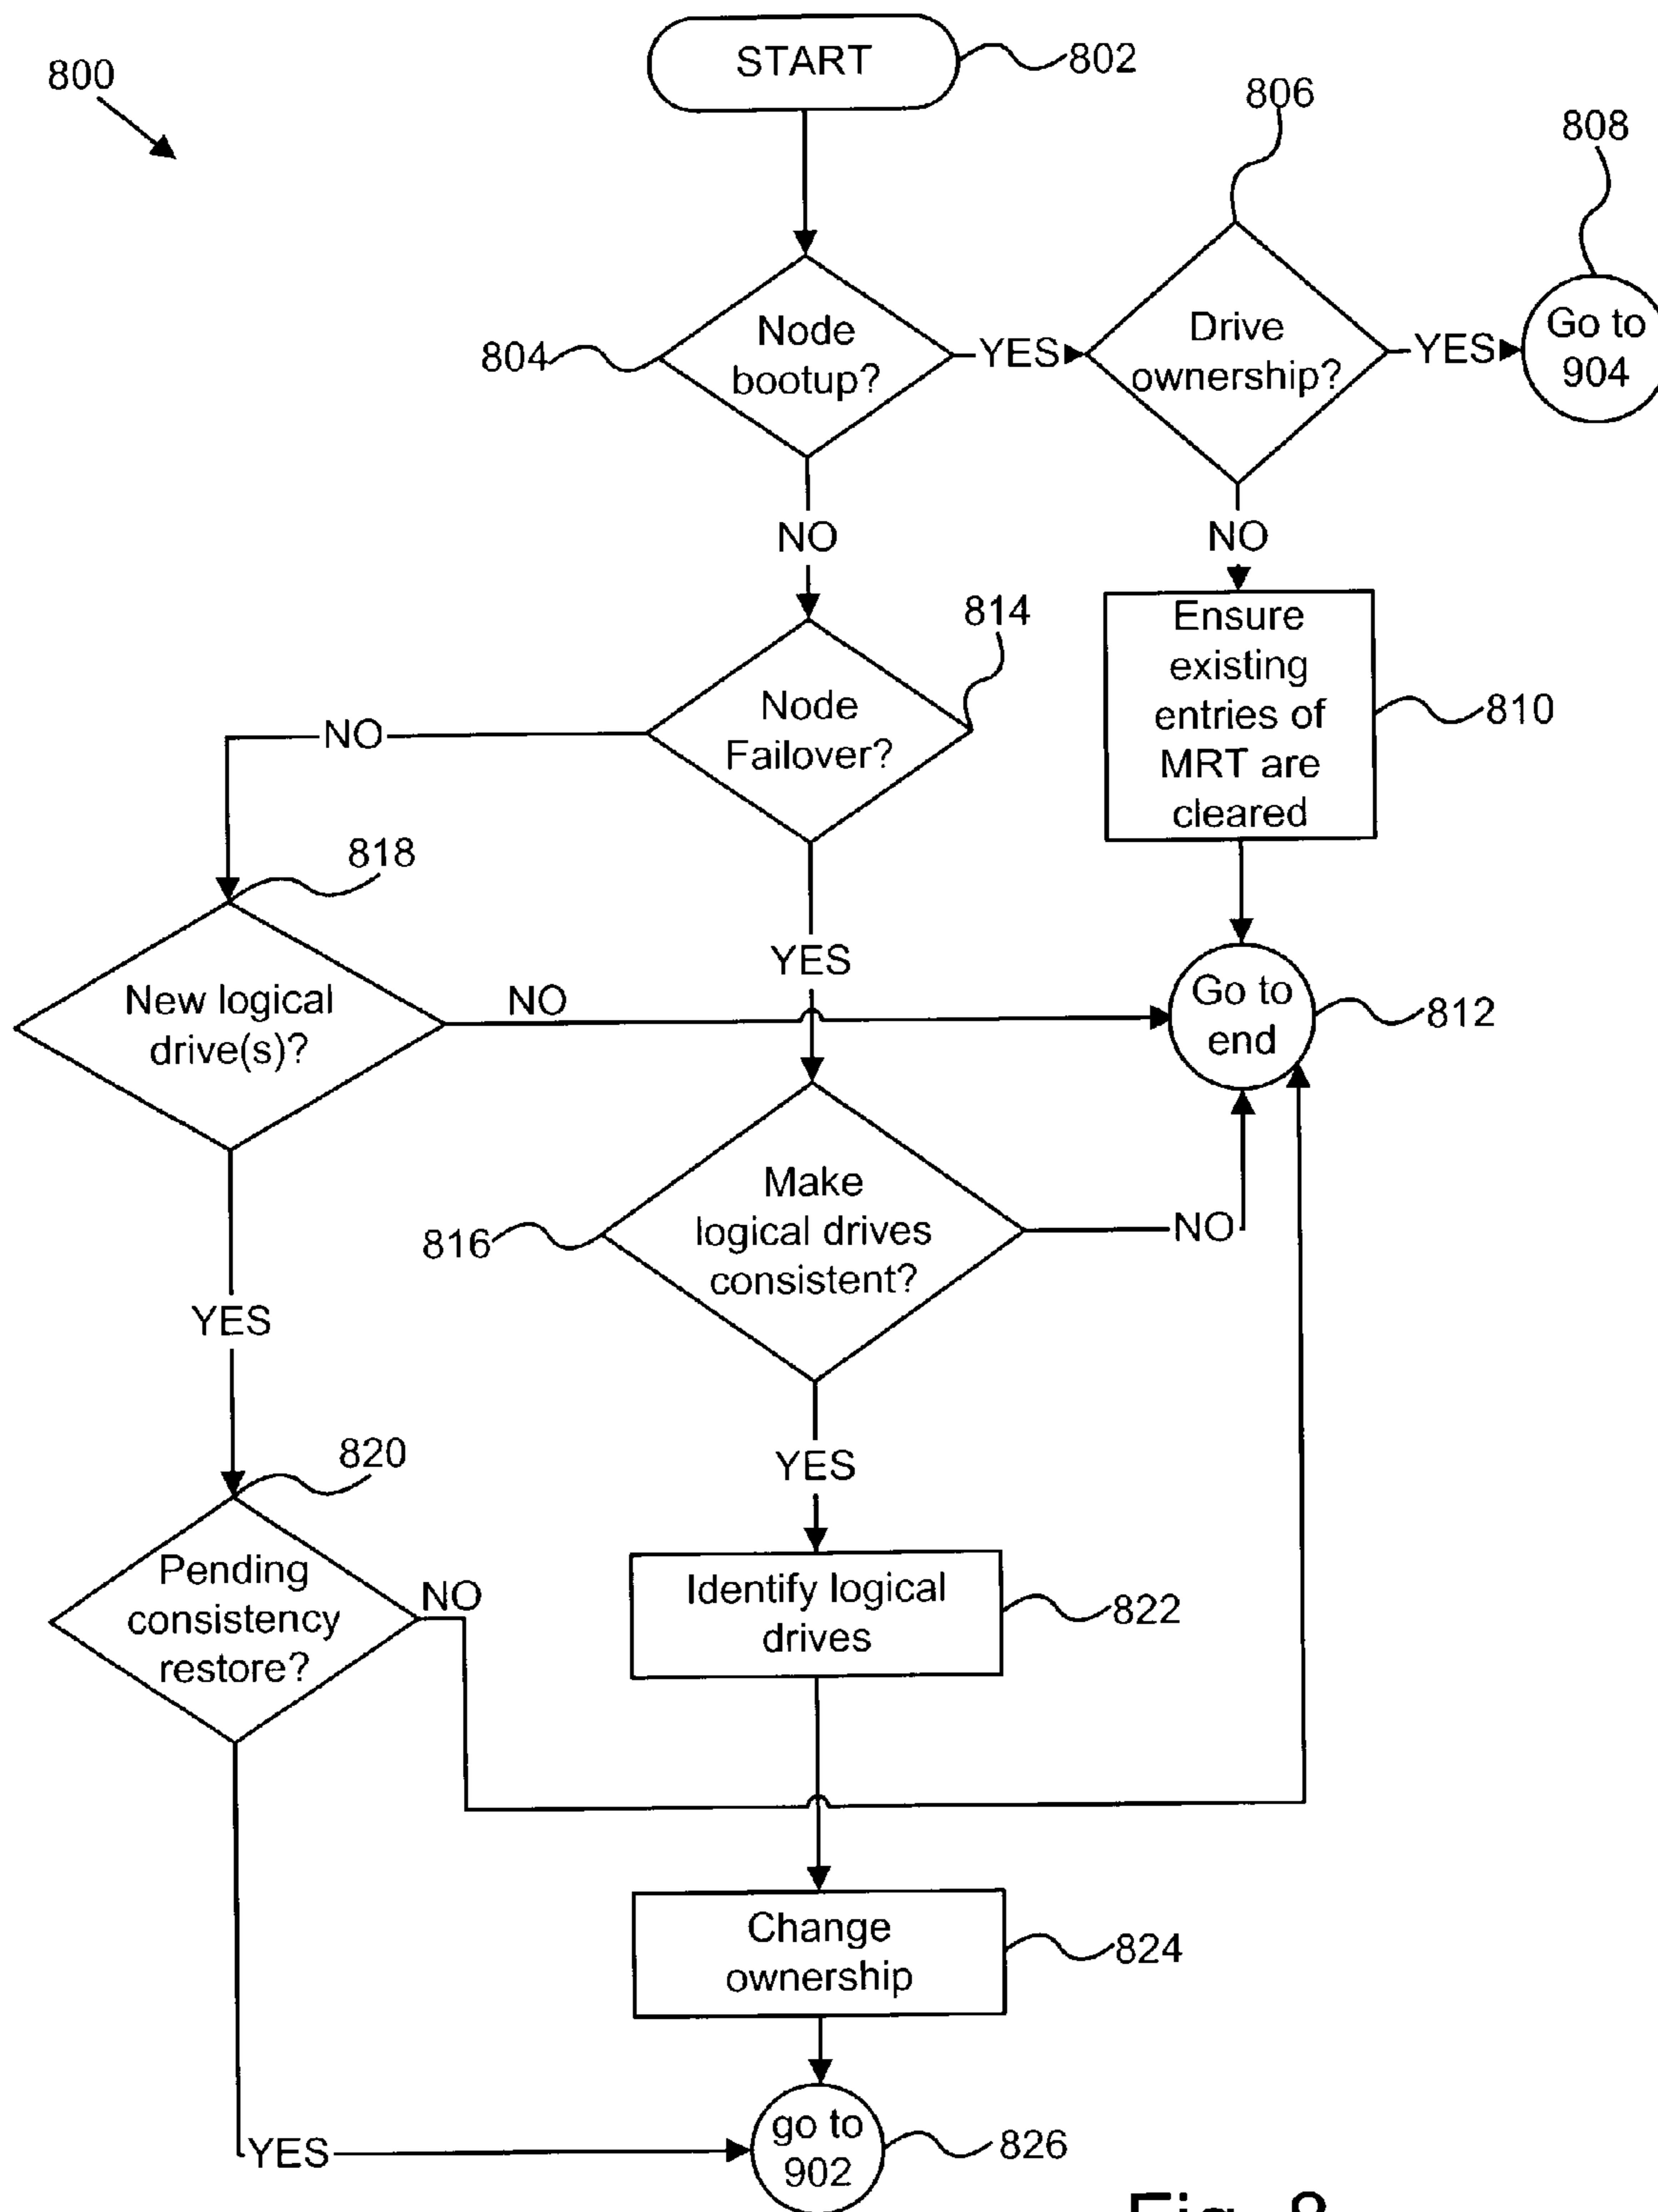 800
START
802
806
808
804
Node
bootup?
YES
Drive
ownership?
YES
Go to
904
NO
NO
814
Ensure
existing
entries of
MRT are
cleared
810
Node
Failover?
NO
818
YES
New logical
drive(s)?
NO
Go to
end
812
Make
logical drives
consistent?
816
NO
YES
820
YES
Pending
consistency
restore?
NO
Identify logical
drives
822
Change
ownership
824
YES
go to
902
826
Fig. 8